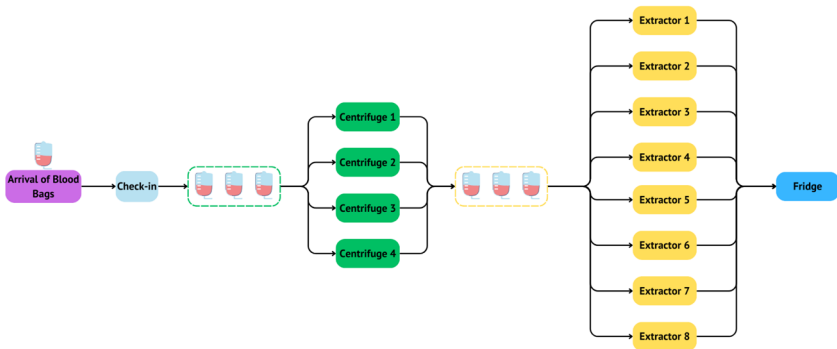 Arrival of Blood
Bags
Check-in
Centrifuge 1
Centrifuge 2
Centrifuge 3
Centrifuge 4
Extractor 1
Extractor 2
Extractor 3
Extractor 4
Extractor 5
Extractor 6
Extractor 7
Extractor 8
Fridge